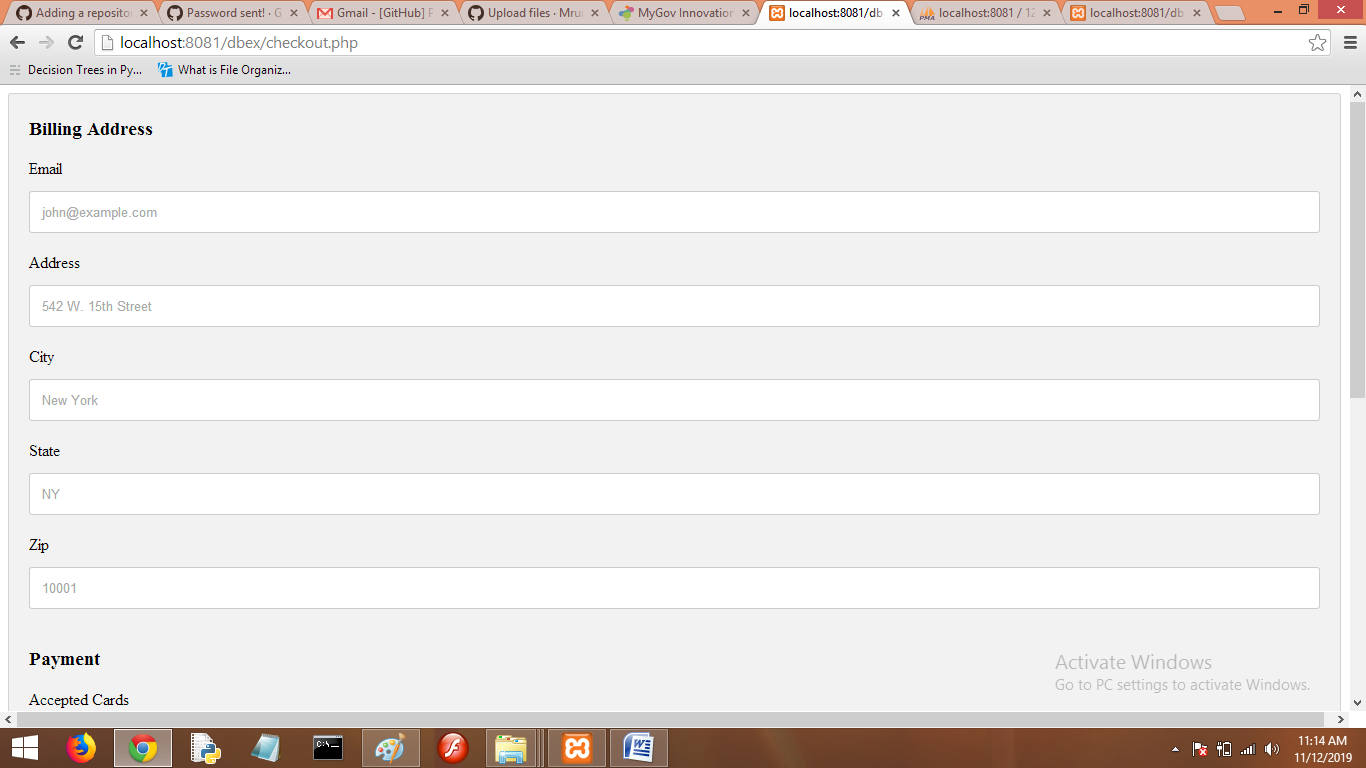 Adding a reposito
Password sent! · G
Gmail - [GitHub] P
Upload files · Mru
MyGov Innovation
localhost:8081/db
localhost:8081 / 12
localhost:8081/db
localhost:8081/dbex/checkout.php
Decision Trees in Py...
What is File Organiz...
Billing Address
Email
john@example.com
Address
542 W. 15th Street
City
New York
State
NY
Zip
10001
Payment
Accepted Cards
Activate Windows
Go to PC settings to activate Windows.
11:14 AM
11/12/2019